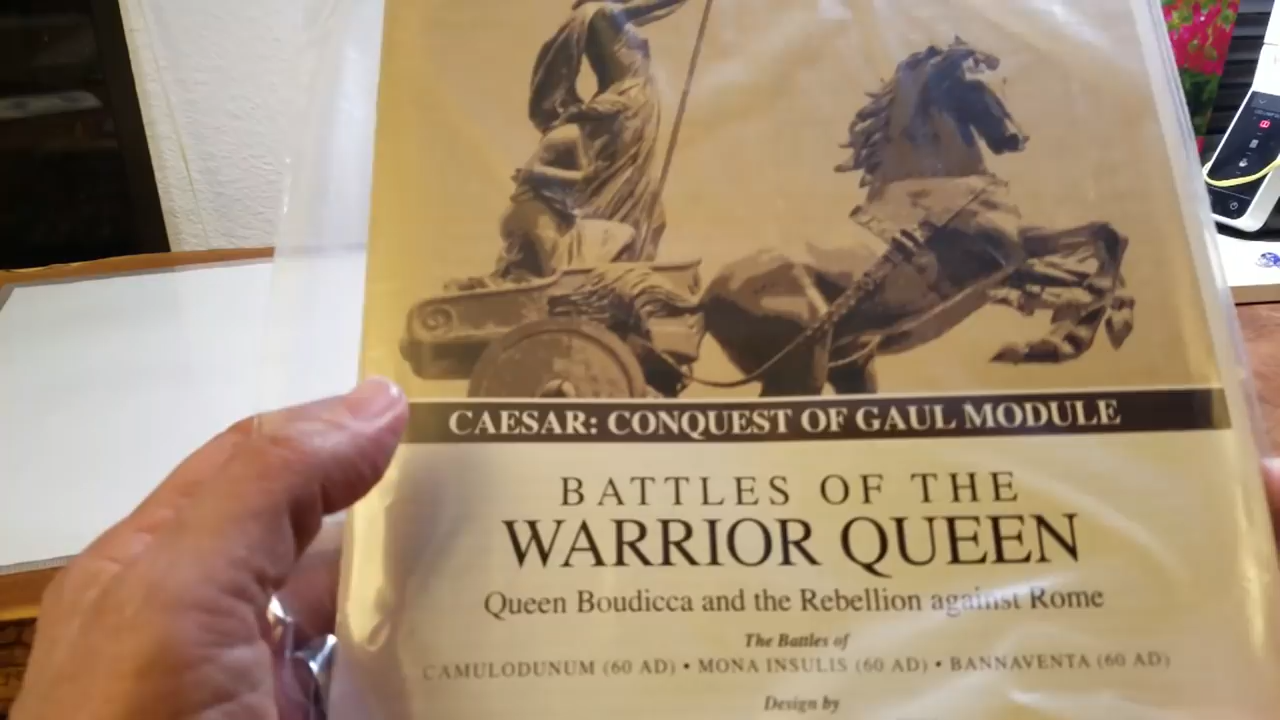 CAESAR: CONQUEST OF GAUL MODULE
BATTLES OF THE
WARRIOR QUEEN
Queen Boudicca and the Rebellion against Rome
The Battles of
CAMULODUNUM (60 AD) • MONA INSULIS (60 AD) • BANNAVENTA (60 AD)
Design by